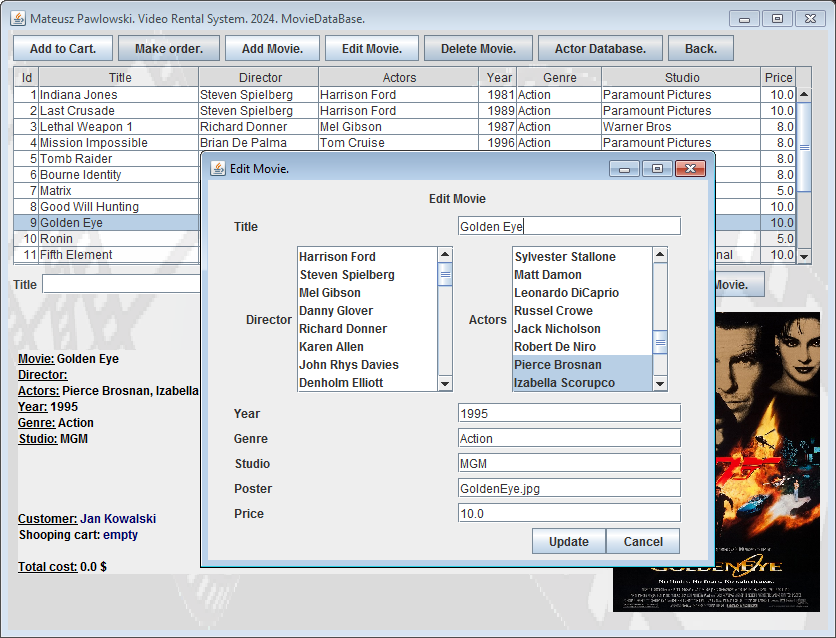 Mateusz Pawlowski. Video Rental System. 2024. MovieDataBase.
Add to Cart. Make order. Add Movie. Edit Movie. Delete Movie. Actor Database. Back.
Id Title Director Actors Year Genre Studio Price
1 Indiana Jones Steven Spielberg Harrison Ford 1981 Action Paramount Pictures 10.0
2 Last Crusade Steven Spielberg Harrison Ford 1989 Action Paramount Pictures 10.0
3 Lethal Weapon 1 Richard Donner Mel Gibson 1987 Action Warner Bros 8.0
4 Mission Impossible Brian De Palma Tom Cruise 1996 Action Paramount Pictures 8.0
5 Tomb Raider 8.0
6 Bourne Identity 8.0
7 Matrix 5.0
8 Good Will Hunting 10.0
9 Golden Eye 10.0
10 Ronin 5.0
11 Fifth Element nal 10.0
Title Movie.
Movie: Golden Eye
Director:
Actors: Pierce Brosnan, Izabella
Year: 1995
Genre: Action
Studio: MGM
Customer: Jan Kowalski
Shooping cart: empty
Total cost: 0.0 $
Edit Movie.
Edit Movie
Title Golden Eye
Director
Harrison Ford
Steven Spielberg
Mel Gibson
Danny Glover
Richard Donner
Karen Allen
John Rhys Davies
Denholm Elliott
Actors
Sylvester Stallone
Matt Damon
Leonardo DiCaprio
Russel Crowe
Jack Nicholson
Robert De Niro
Pierce Brosnan
Izabella Scorupco
Year 1995
Genre Action
Studio MGM
Poster GoldenEye.jpg
Price 10.0
Update Cancel
GOLDENEYE